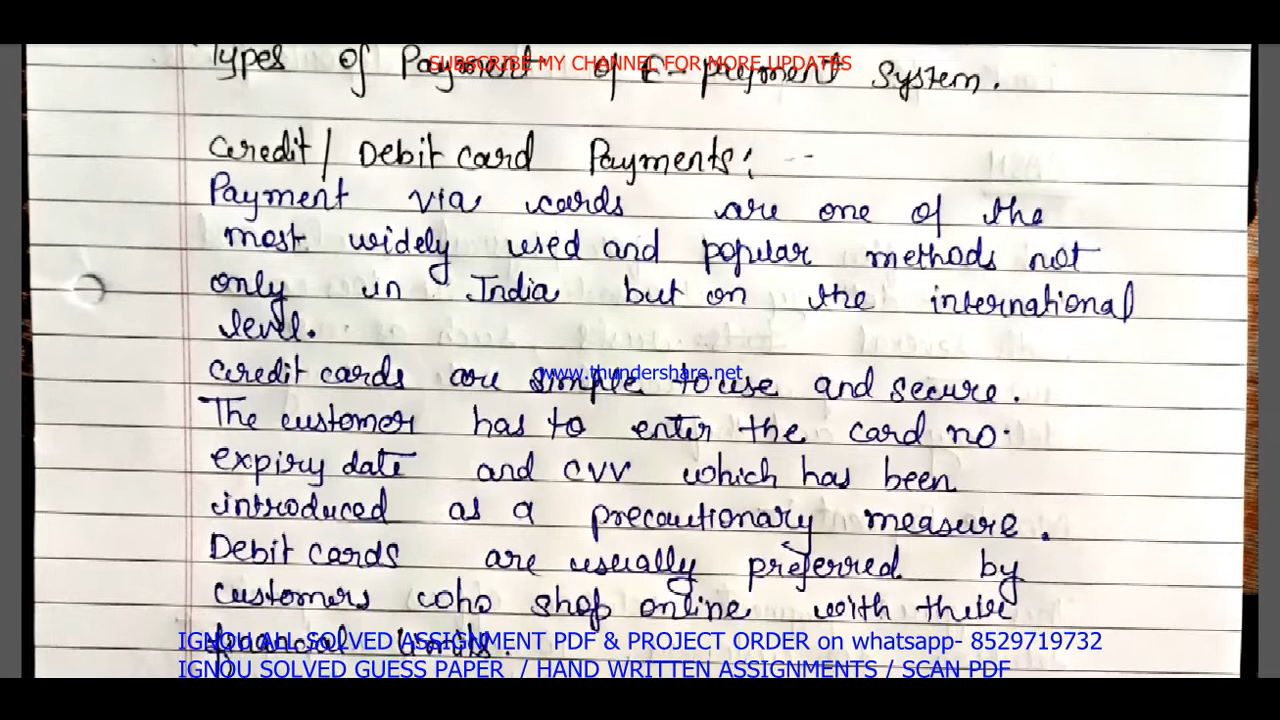 Types of Payment of E-payment System.
SUBSCRIBE MY CHANNEL FOR MORE UPDATES
Credit/Debit card Payments:--
Payment via cards are one of the
most widely used and popular methods not
only in India but on the international
level.
credit cards are simple to use and secure.
www.thundershare.net
The customer has to enter the card no.
expiry date and CVV which has been
introduced as a precautionary measure.
Debit cards are usually preferred by
customers who shop online with their
financial limits.
IGNOU ALL SOLVED ASSIGNMENT PDF & PROJECT ORDER on whatsapp- 8529719732
IGNOU SOLVED GUESS PAPER / HAND WRITTEN ASSIGNMENTS / SCAN PDF